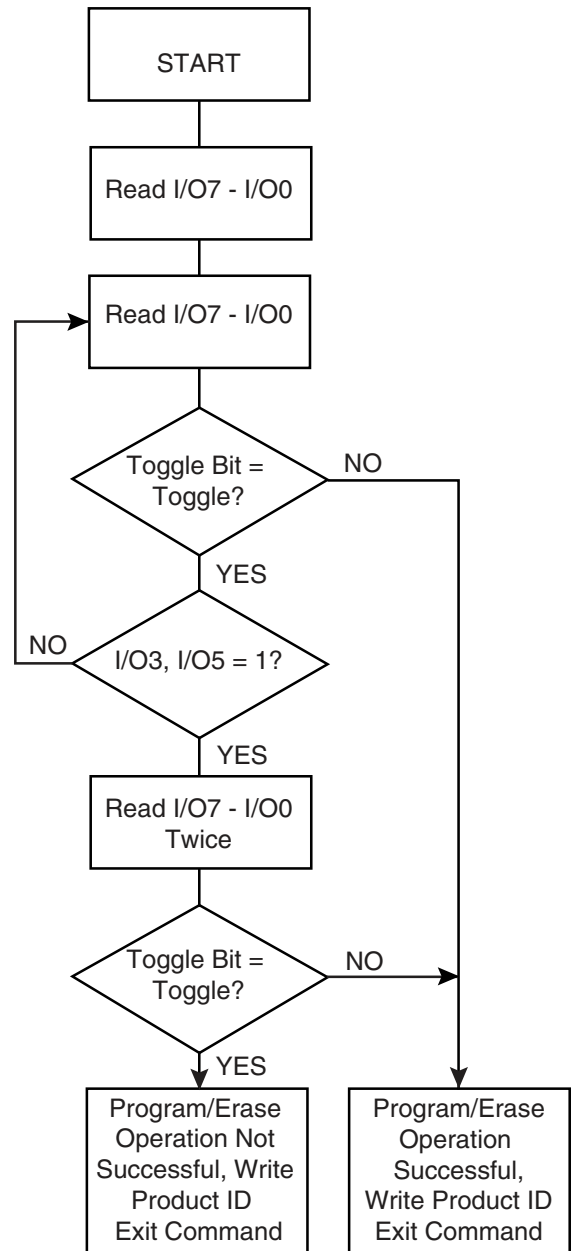 START
Read I/O7 - I/O0
Read I/O7 - I/O0
Toggle Bit =
Toggle?
NO
YES
I/O3, I/O5 = 1?
NO
YES
Read I/O7 - I/O0
Twice
Toggle Bit =
Toggle?
NO
YES
Program/Erase
Operation Not
Successful, Write
Product ID
Exit Command
Program/Erase
Operation
Successful,
Write Product ID
Exit Command